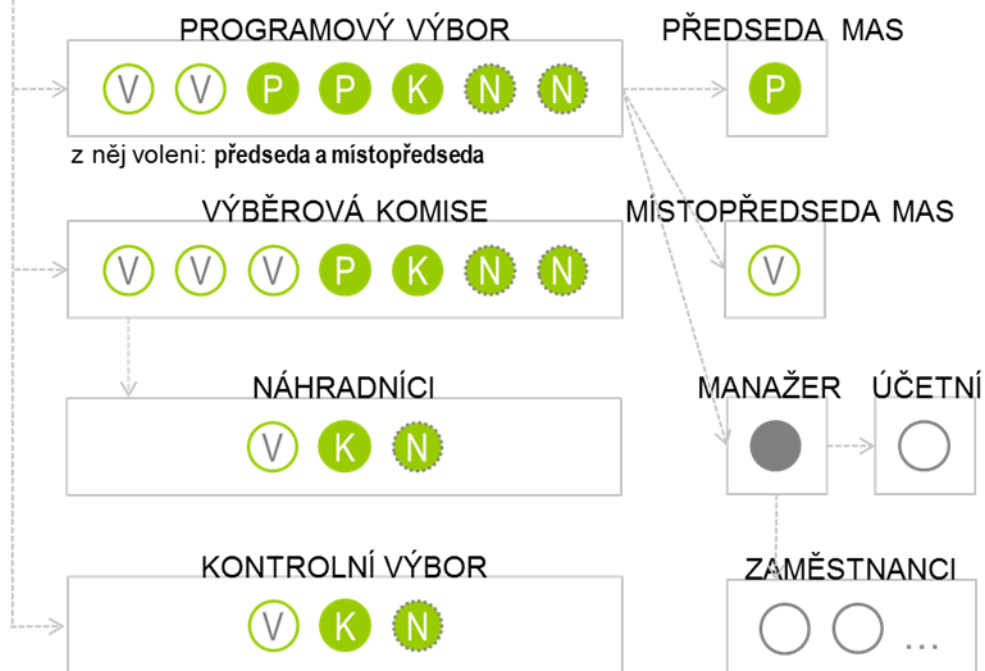 PROGRAMOVÝ VÝBOR
PŘEDSEDA MAS
V V P P K N N
P
z něj voleni: předseda a místopředseda
VÝBĚROVÁ KOMISE
MÍSTOPŘEDSEDA MAS
V V V P K N N
V
NÁHRADNÍCI
MANAŽER
ÚČETNÍ
V K N
KONTROLNÍ VÝBOR
ZAMĚSTNANCI
V K N
...